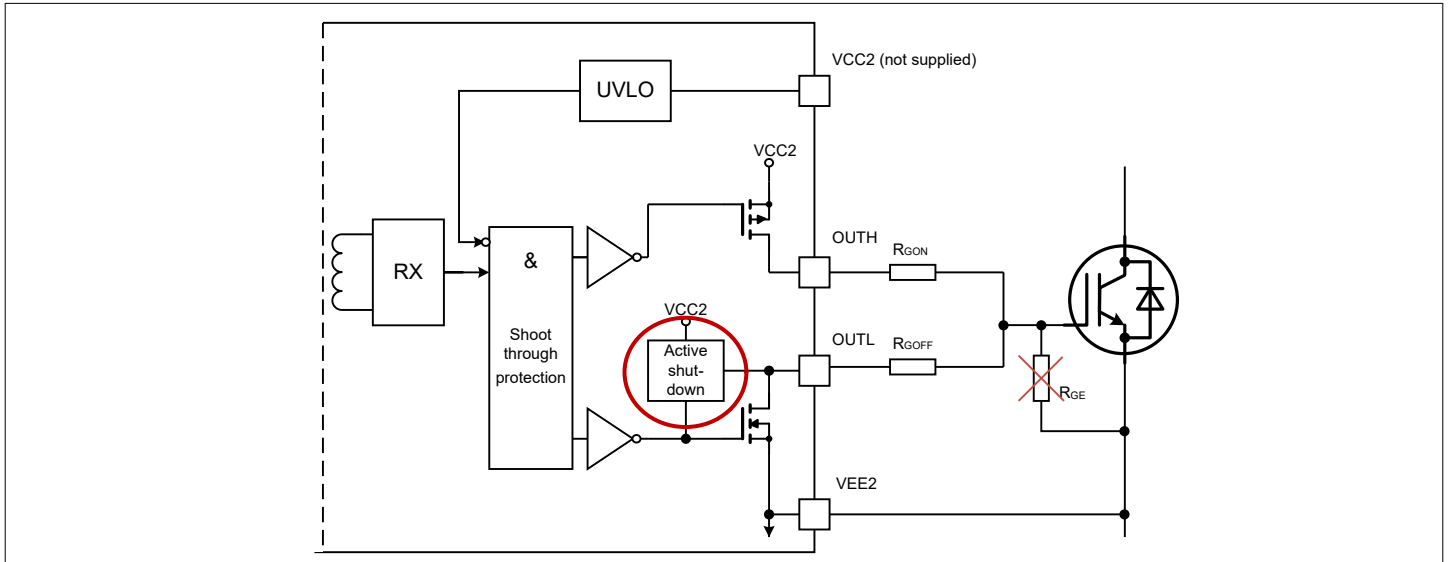 VCC2 (not supplied)
UVLO
VCC2
OUTH
RGON
RX
&
Shoot
through
protection
VCC2
Active
shut-
down
OUTL
RGOFF
RGE
VEE2